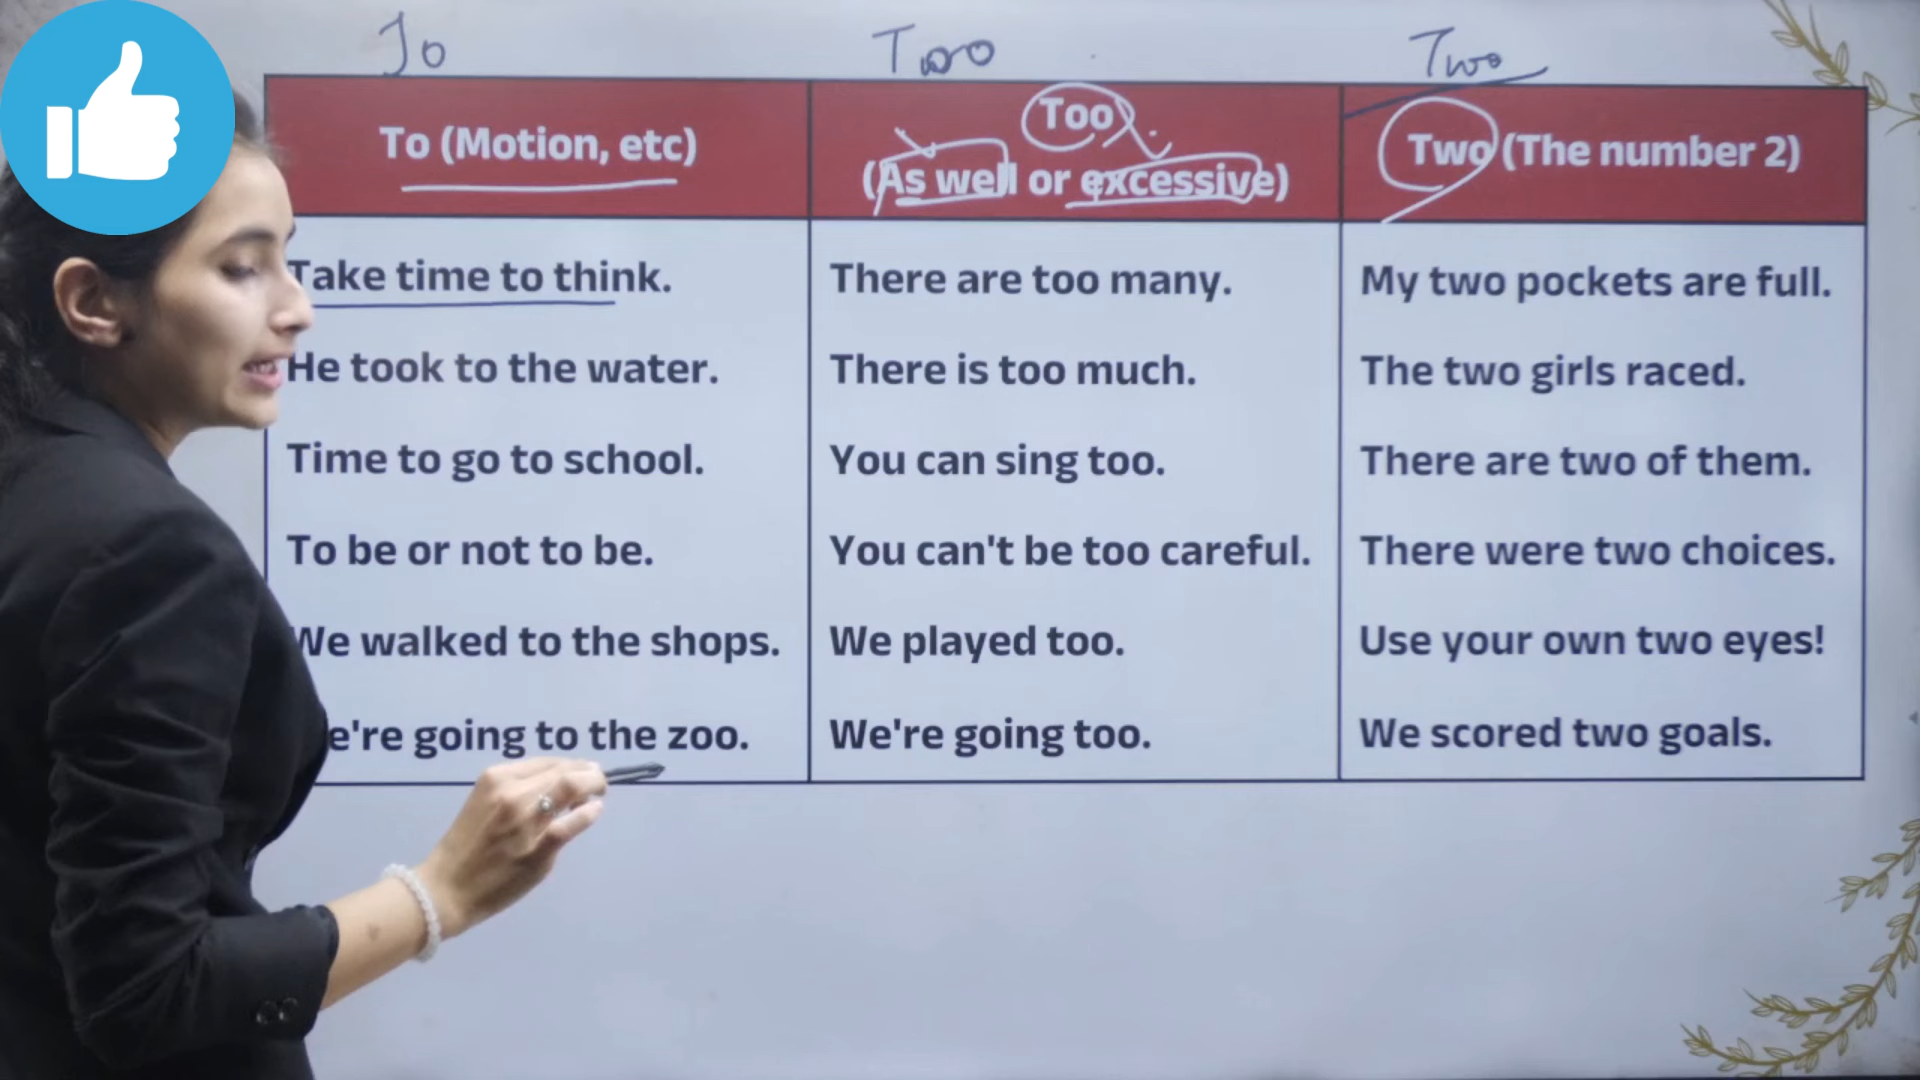 To Too Two
To (Motion, etc)
Too
(As well or excessive)
Two (The number 2)
Take time to think.
He took to the water.
Time to go to school.
To be or not to be.
We walked to the shops.
e're going to the zoo.
There are too many.
There is too much.
You can sing too.
You can't be too careful.
We played too.
We're going too.
My two pockets are full.
The two girls raced.
There are two of them.
There were two choices.
Use your own two eyes!
We scored two goals.